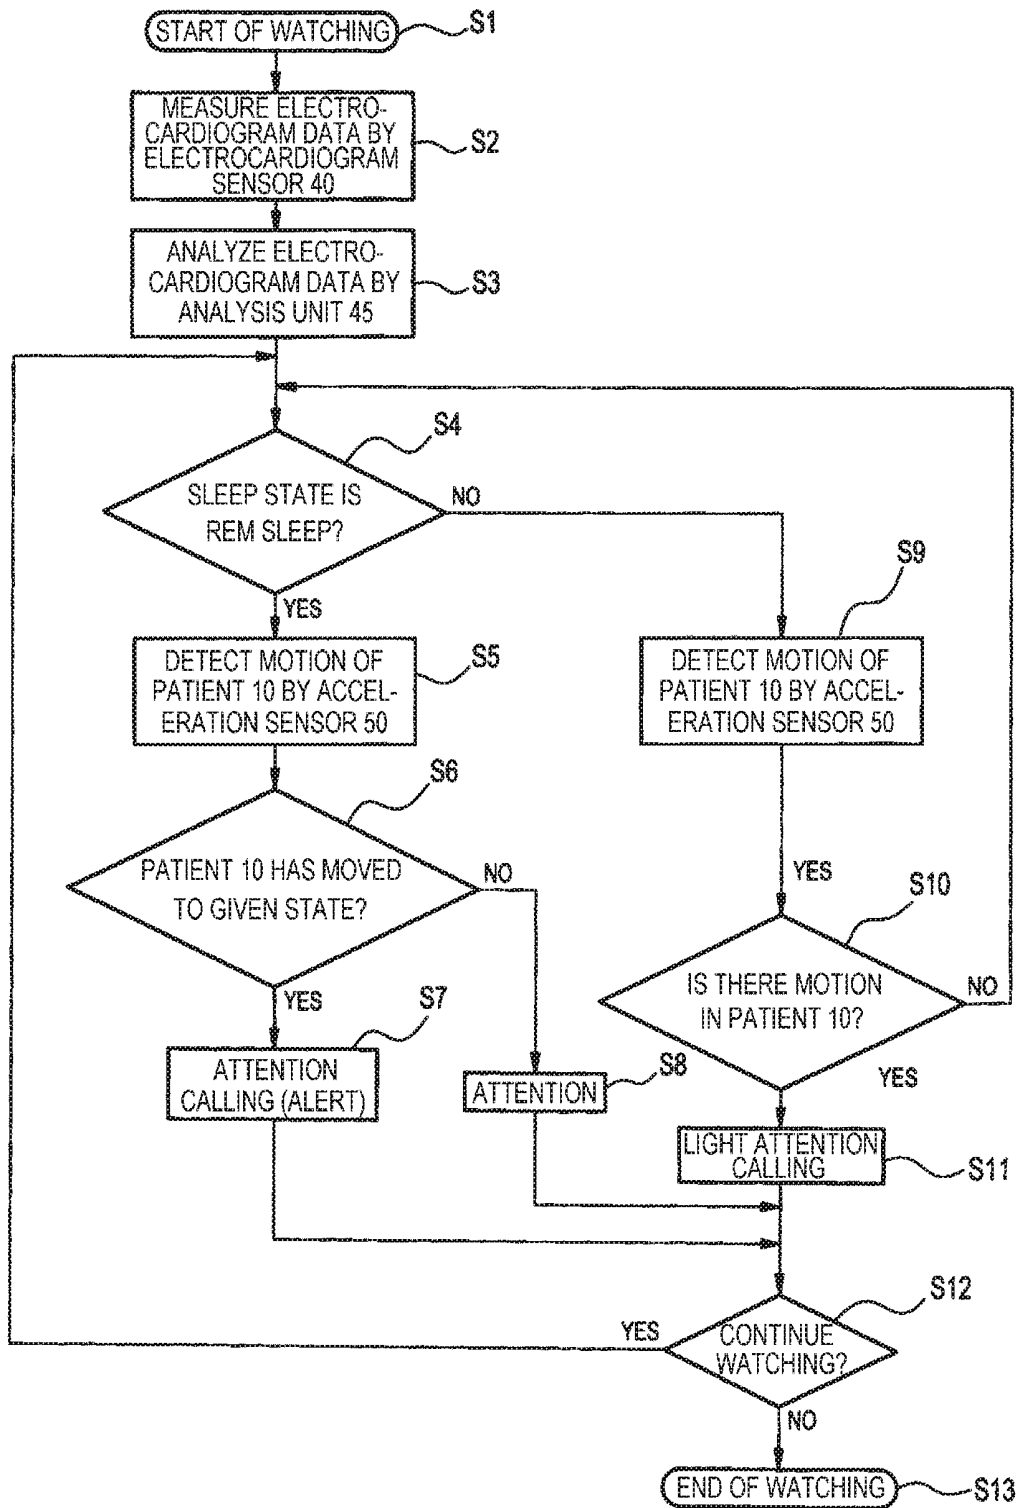 START OF WATCHING
S1
MEASURE ELECTRO-
CARDIOGRAM DATA BY
ELECTROCARDIOGRAM
SENSOR 40
S2
ANALYZE ELECTRO-
CARDIOGRAM DATA BY
ANALYSIS UNIT 45
S3
S4
SLEEP STATE IS
REM SLEEP?
NO
YES
S9
DETECT MOTION OF
PATIENT 10 BY ACCEL-
ERATION SENSOR 50
S5
DETECT MOTION OF
PATIENT 10 BY ACCEL-
ERATION SENSOR 50
S6
PATIENT 10 HAS MOVED
TO GIVEN STATE?
NO
YES
YES
S10
IS THERE MOTION
IN PATIENT 10?
NO
YES
S7
ATTENTION
CALLING (ALERT)
ATTENTION
S8
LIGHT ATTENTION
CALLING
S11
S12
CONTINUE
WATCHING?
YES
NO
END OF WATCHING
S13